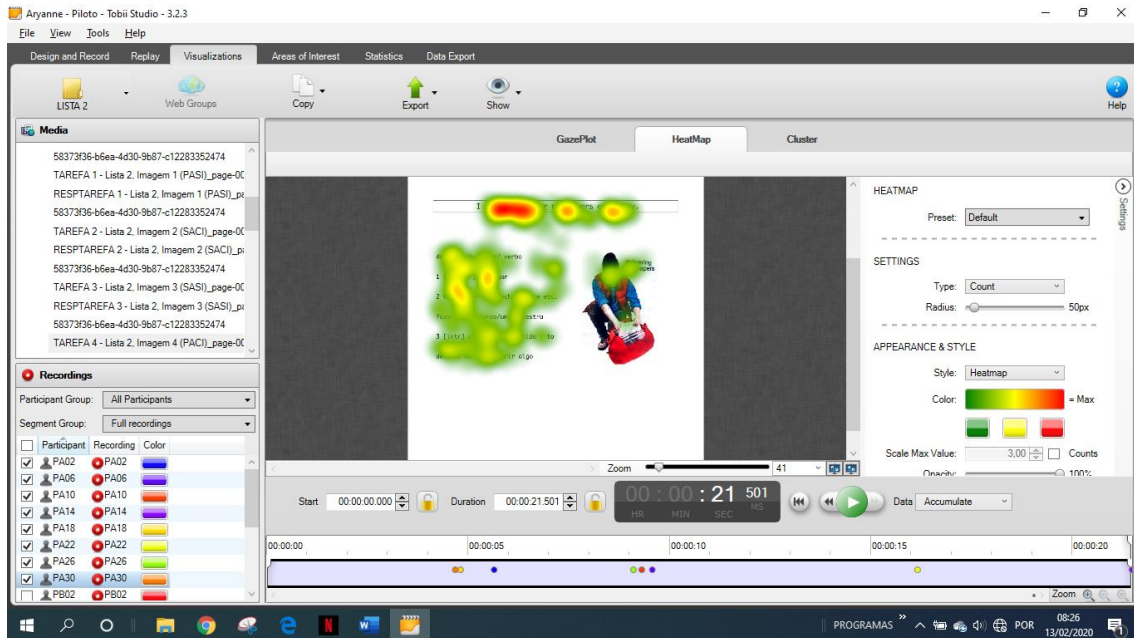 Aryanne - Piloto - Tobii Studio - 3.2.3
File View Tools Help
Design and Record Replay Visualizations Areas of Interest Statistics Data Export
LISTA 2 Web Groups Copy Export Show Help
Media
58373f36-b6ea-4d30-9b87-c12283352474
TAREFA 1 - Lista 2, Imagem 1 (PASI)_page-00
RESPTAREFA 1 - Lista 2, Imagem 1 (PASI)_pa
58373f36-b6ea-4d30-9b87-c12283352474
TAREFA 2 - Lista 2, Imagem 2 (SACI)_page-00
RESPTAREFA 2 - Lista 2, Imagem 2 (SACI)_pa
58373f36-b6ea-4d30-9b87-c12283352474
TAREFA 3 - Lista 2, Imagem 3 (SASI)_page-00
RESPTAREFA 3 - Lista 2, Imagem 3 (SASI)_pa
58373f36-b6ea-4d30-9b87-c12283352474
TAREFA 4 - Lista 2, Imagem 4 (PACI)_page-00
Recordings
Participant Group: All Participants
Segment Group: Full recordings
Participant Recording Color
PA02 PA02
PA06 PA06
PA10 PA10
PA14 PA14
PA18 PA18
PA22 PA22
PA26 PA26
PA30 PA30
PB02 PB02
GazePlot HeatMap Cluster
I
verbo
1
2 etc.
3 [intr]
algo
HEATMAP
Preset: Default
SETTINGS
Type: Count
Radius: 50px
APPEARANCE & STYLE
Style: Heatmap
Color: = Max
Scale Max Value: 3,00 Counts
Opacity: 100%
Settings
Zoom 41
Start 00:00:00.000 Duration 00:00:21.501 00 : 00 : 21 501 Data Accumulate
HR MIN SEC MS
00:00:00 00:00:05 00:00:10 00:00:15 00:00:20
Zoom
PROGRAMAS POR 08:26
13/02/2020